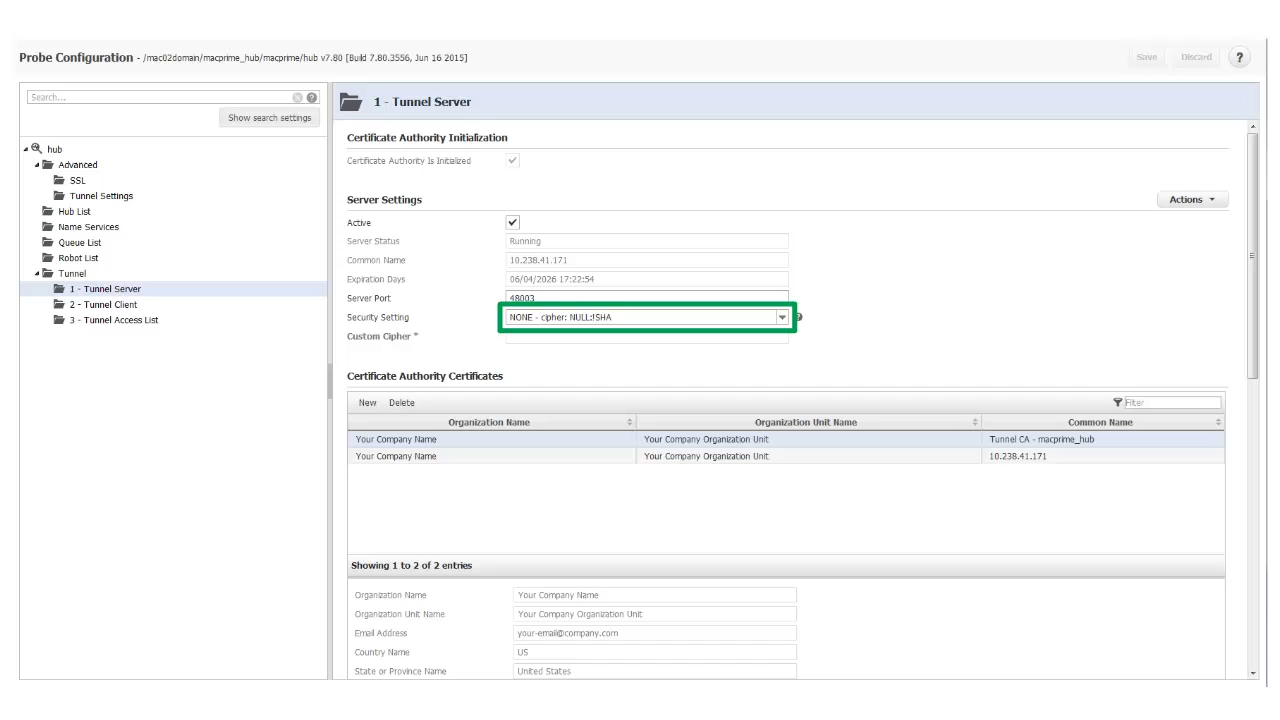 Probe Configuration - /mac02domain/macprime_hub/macprime/hub v7.80 [Build 7.80.3556, Jun 16 2015]
Save Discard ?
Search...
Show search settings
hub
Advanced
SSL
Tunnel Settings
Hub List
Name Services
Queue List
Robot List
Tunnel
1 - Tunnel Server
2 - Tunnel Client
3 - Tunnel Access List
1 - Tunnel Server
Certificate Authority Initialization
Certificate Authority Is Initialized
Server Settings
Actions
Active
Server Status Running
Common Name 10.238.41.171
Expiration Days 06/04/2026 17:22:54
Server Port 48003
Security Setting NONE - cipher: NULL:!SHA
Custom Cipher *
Certificate Authority Certificates
New Delete Filter
Organization Name Organization Unit Name Common Name
Your Company Name Your Company Organization Unit Tunnel CA - macprime_hub
Your Company Name Your Company Organization Unit 10.238.41.171
Showing 1 to 2 of 2 entries
Organization Name Your Company Name
Organization Unit Name Your Company Organization Unit
Email Address your-email@company.com
Country Name US
State or Province Name United States